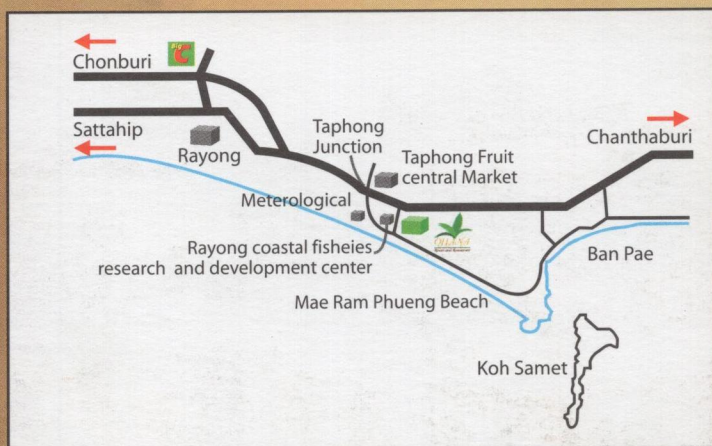 Big
C
Chonburi
Sattahip
Rayong
Taphong
Junction
Taphong Fruit
central Market
Chanthaburi
Meterological
Rayong coastal fisheies
research and development center
Ban Pae
Mae Ram Phueng Beach
Koh Samet